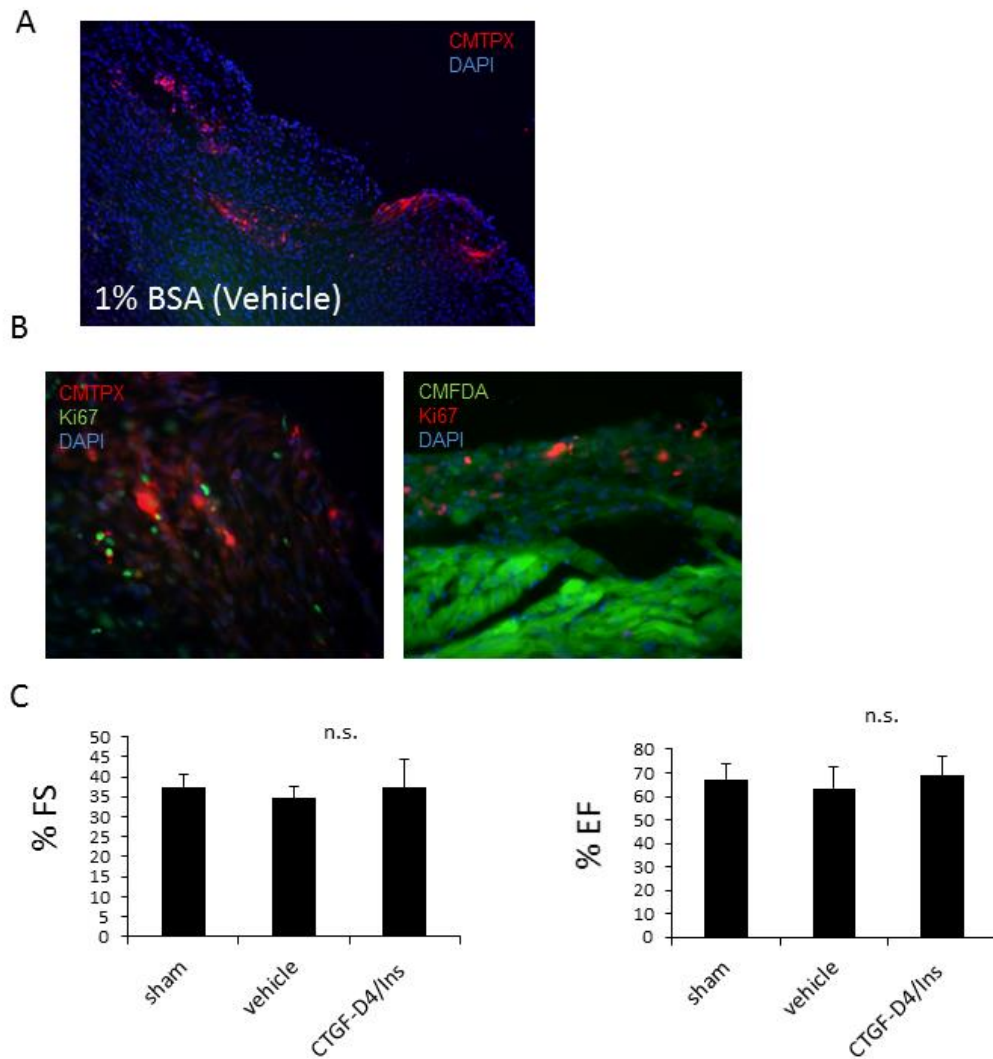 A
CMTPX
DAPI
1% BSA (Vehicle)
B
CMTPX
Ki67
DAPI
CMFDA
Ki67
DAPI
C
n.s.
% FS
50
45
40
35
30
25
20
15
10
5
0
sham
vehicle
CTGF-D4/Ins
n.s.
% EF
80
70
60
50
40
30
20
10
0
sham
vehicle
CTGF-D4/Ins